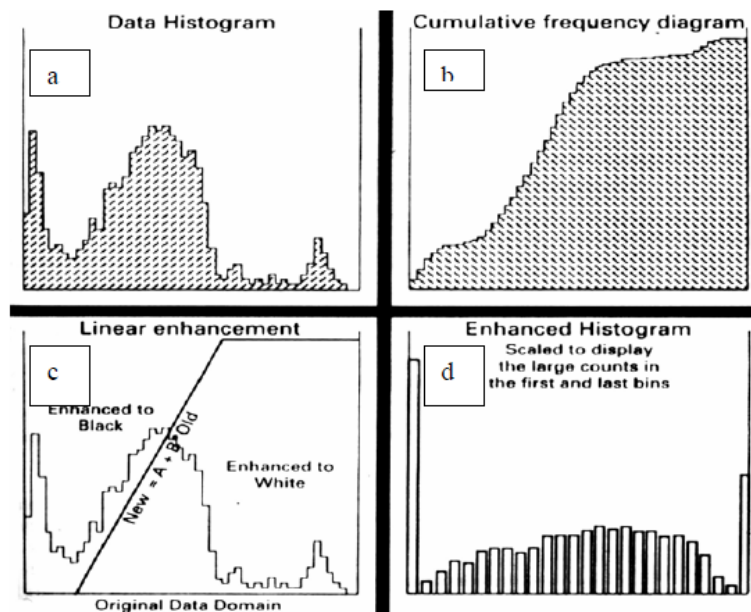 Data Histogram
a
Cumulative frequency diagram
b
Linear enhancement
c
Enhanced to
Black
New = A + B*Old
Enhanced to
White
Original Data Domain
Enhanced Histogram
d
Scaled to display
the large counts in
the first and last bins